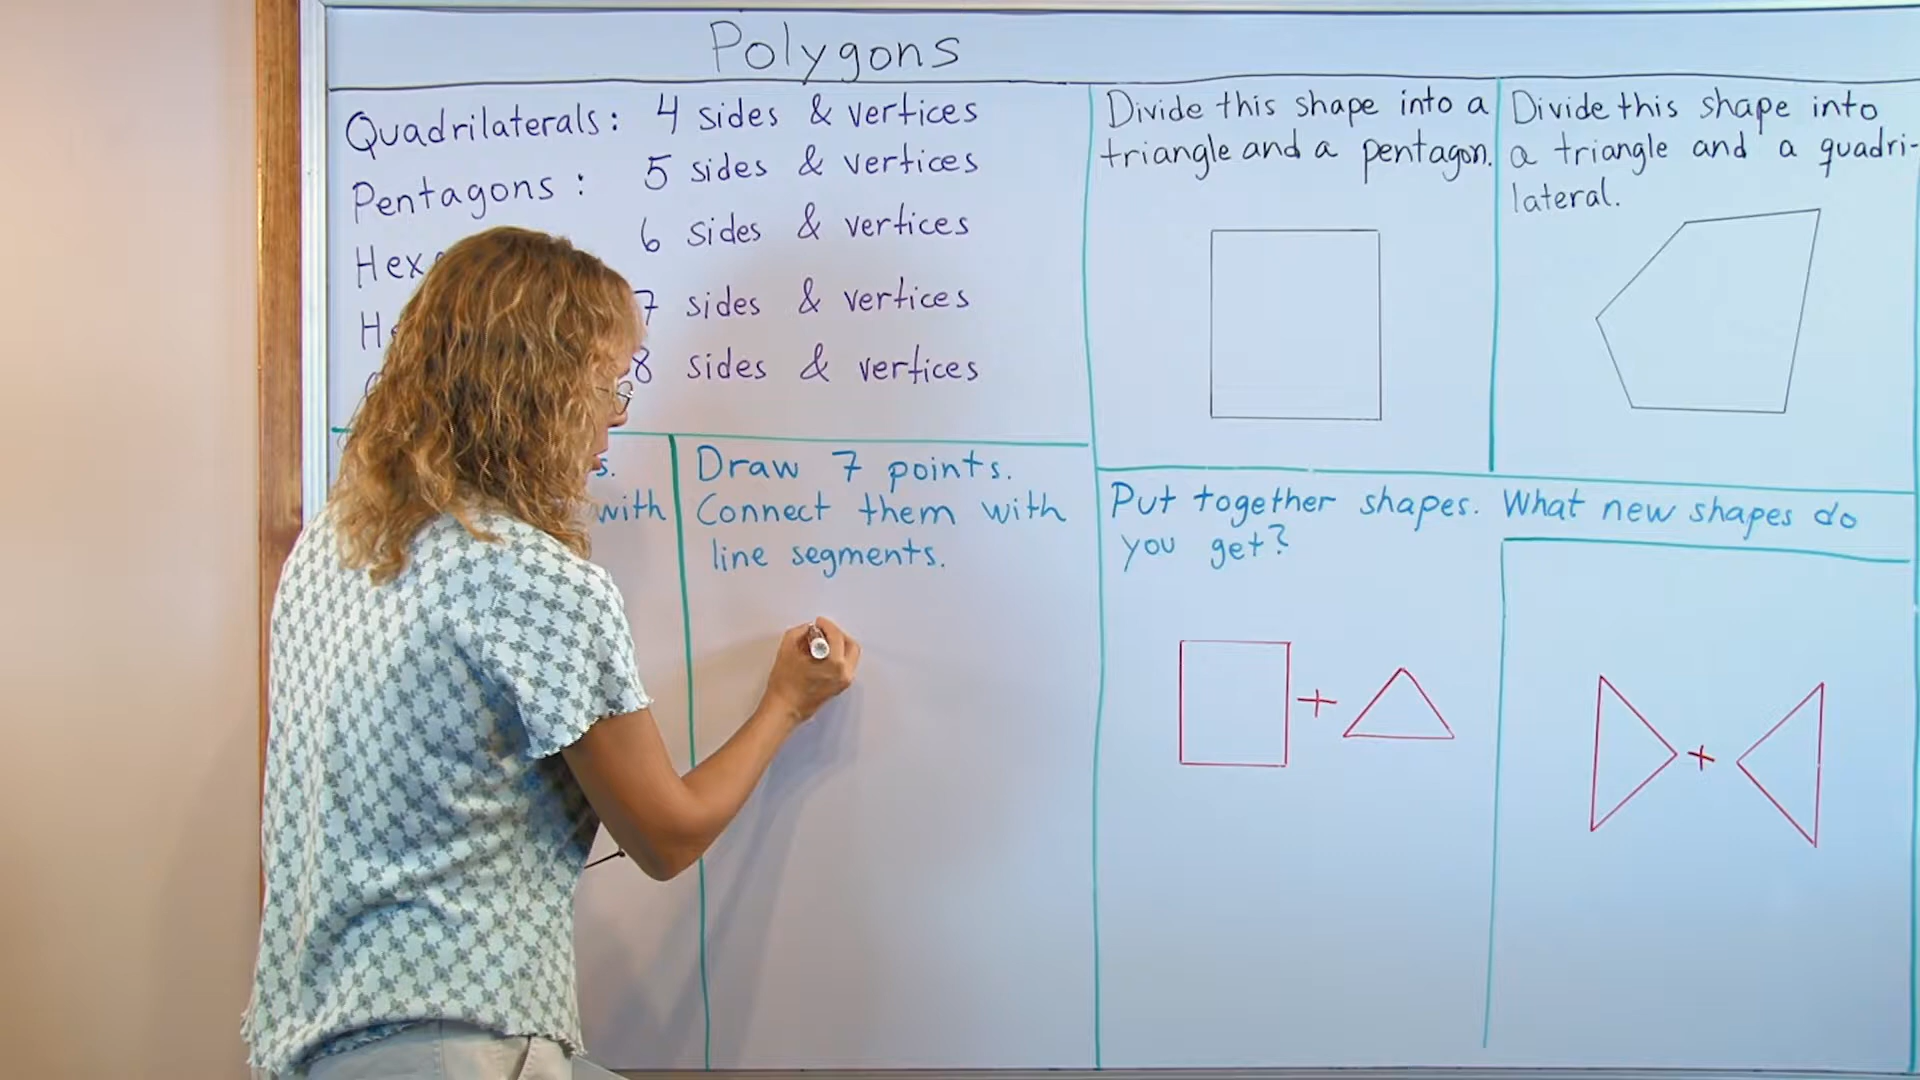 Polygons
Quadrilaterals: 4 sides & vertices
Pentagons: 5 sides & vertices
6 sides & vertices
7 sides & vertices
8 sides & vertices
Divide this shape into a
triangle and a pentagon.
Divide this shape into
a triangle and a quadri-
lateral.
with
Draw 7 points.
Connect them with
line segments.
Put together shapes. What new shapes do
you get?
+
+